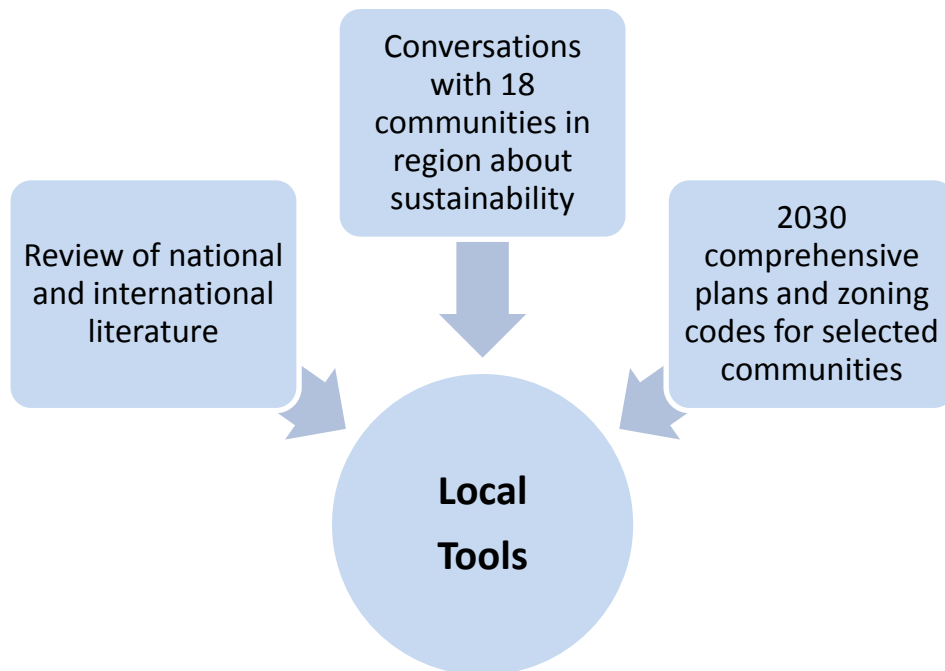 Conversations
with 18
communities in
region about
sustainability
Review of national
and international
literature
2030
comprehensive
plans and zoning
codes for selected
communities
Local
Tools